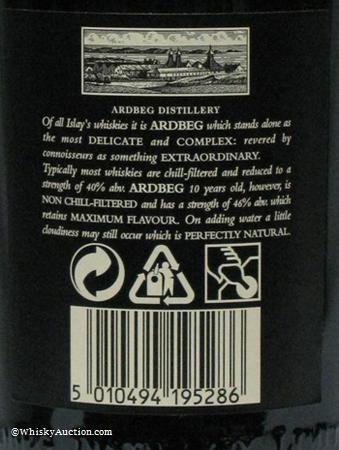 ARDBEG DISTILLERY
Of all Islay's whiskies it is ARDBEG which stands alone as
the most DELICATE and COMPLEX: revered by
connoisseurs as something EXTRAORDINARY.
Typically most whiskies are chill-filtered and reduced to a
strength of 40% abv. ARDBEG 10 years old, however, is
NON CHILL-FILTERED and has a strength of 46% abv. which
retains MAXIMUM FLAVOUR. On adding water a little
cloudiness may still occur which is PERFECTLY NATURAL.
5 010494 195286
©WhiskyAuction.com